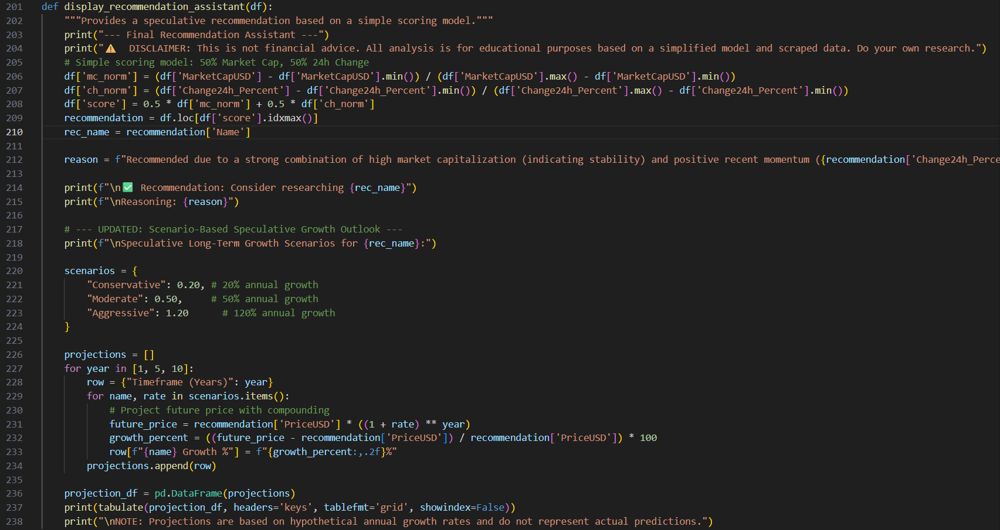 201 def display_recommendation_assistant(df):
202     """Provides a speculative recommendation based on a simple scoring model."""
203     print("--- Final Recommendation Assistant ---")
204     print("⚠️  DISCLAIMER: This is not financial advice. All analysis is for educational purposes based on a simplified model and scraped data. Do your own research.")
205     # Simple scoring model: 50% Market Cap, 50% 24h Change
206     df['mc_norm'] = (df['MarketCapUSD'] - df['MarketCapUSD'].min()) / (df['MarketCapUSD'].max() - df['MarketCapUSD'].min())
207     df['ch_norm'] = (df['Change24h_Percent'] - df['Change24h_Percent'].min()) / (df['Change24h_Percent'].max() - df['Change24h_Percent'].min())
208     df['score'] = 0.5 * df['mc_norm'] + 0.5 * df['ch_norm']
209     recommendation = df.loc[df['score'].idxmax()]
210     rec_name = recommendation['Name']
211
212     reason = f"Recommended due to a strong combination of high market capitalization (indicating stability) and positive recent momentum ({recommendation['Change24h_Perce
213
214     print(f"\n✅ Recommendation: Consider researching {rec_name}")
215     print(f"\nReasoning: {reason}")
216
217     # --- UPDATED: Scenario-Based Speculative Growth Outlook ---
218     print(f"\nSpeculative Long-Term Growth Scenarios for {rec_name}:")
219
220     scenarios = {
221         "Conservative": 0.20, # 20% annual growth
222         "Moderate": 0.50,     # 50% annual growth
223         "Aggressive": 1.20      # 120% annual growth
224     }
225
226     projections = []
227     for year in [1, 5, 10]:
228         row = {"Timeframe (Years)": year}
229         for name, rate in scenarios.items():
230             # Project future price with compounding
231             future_price = recommendation['PriceUSD'] * ((1 + rate) ** year)
232             growth_percent = ((future_price - recommendation['PriceUSD']) / recommendation['PriceUSD']) * 100
233             row[f"{name} Growth %"] = f"{growth_percent:,.2f}%"
234         projections.append(row)
235
236     projection_df = pd.DataFrame(projections)
237     print(tabulate(projection_df, headers='keys', tablefmt='grid', showindex=False))
238     print("\nNOTE: Projections are based on hypothetical annual growth rates and do not represent actual predictions.")